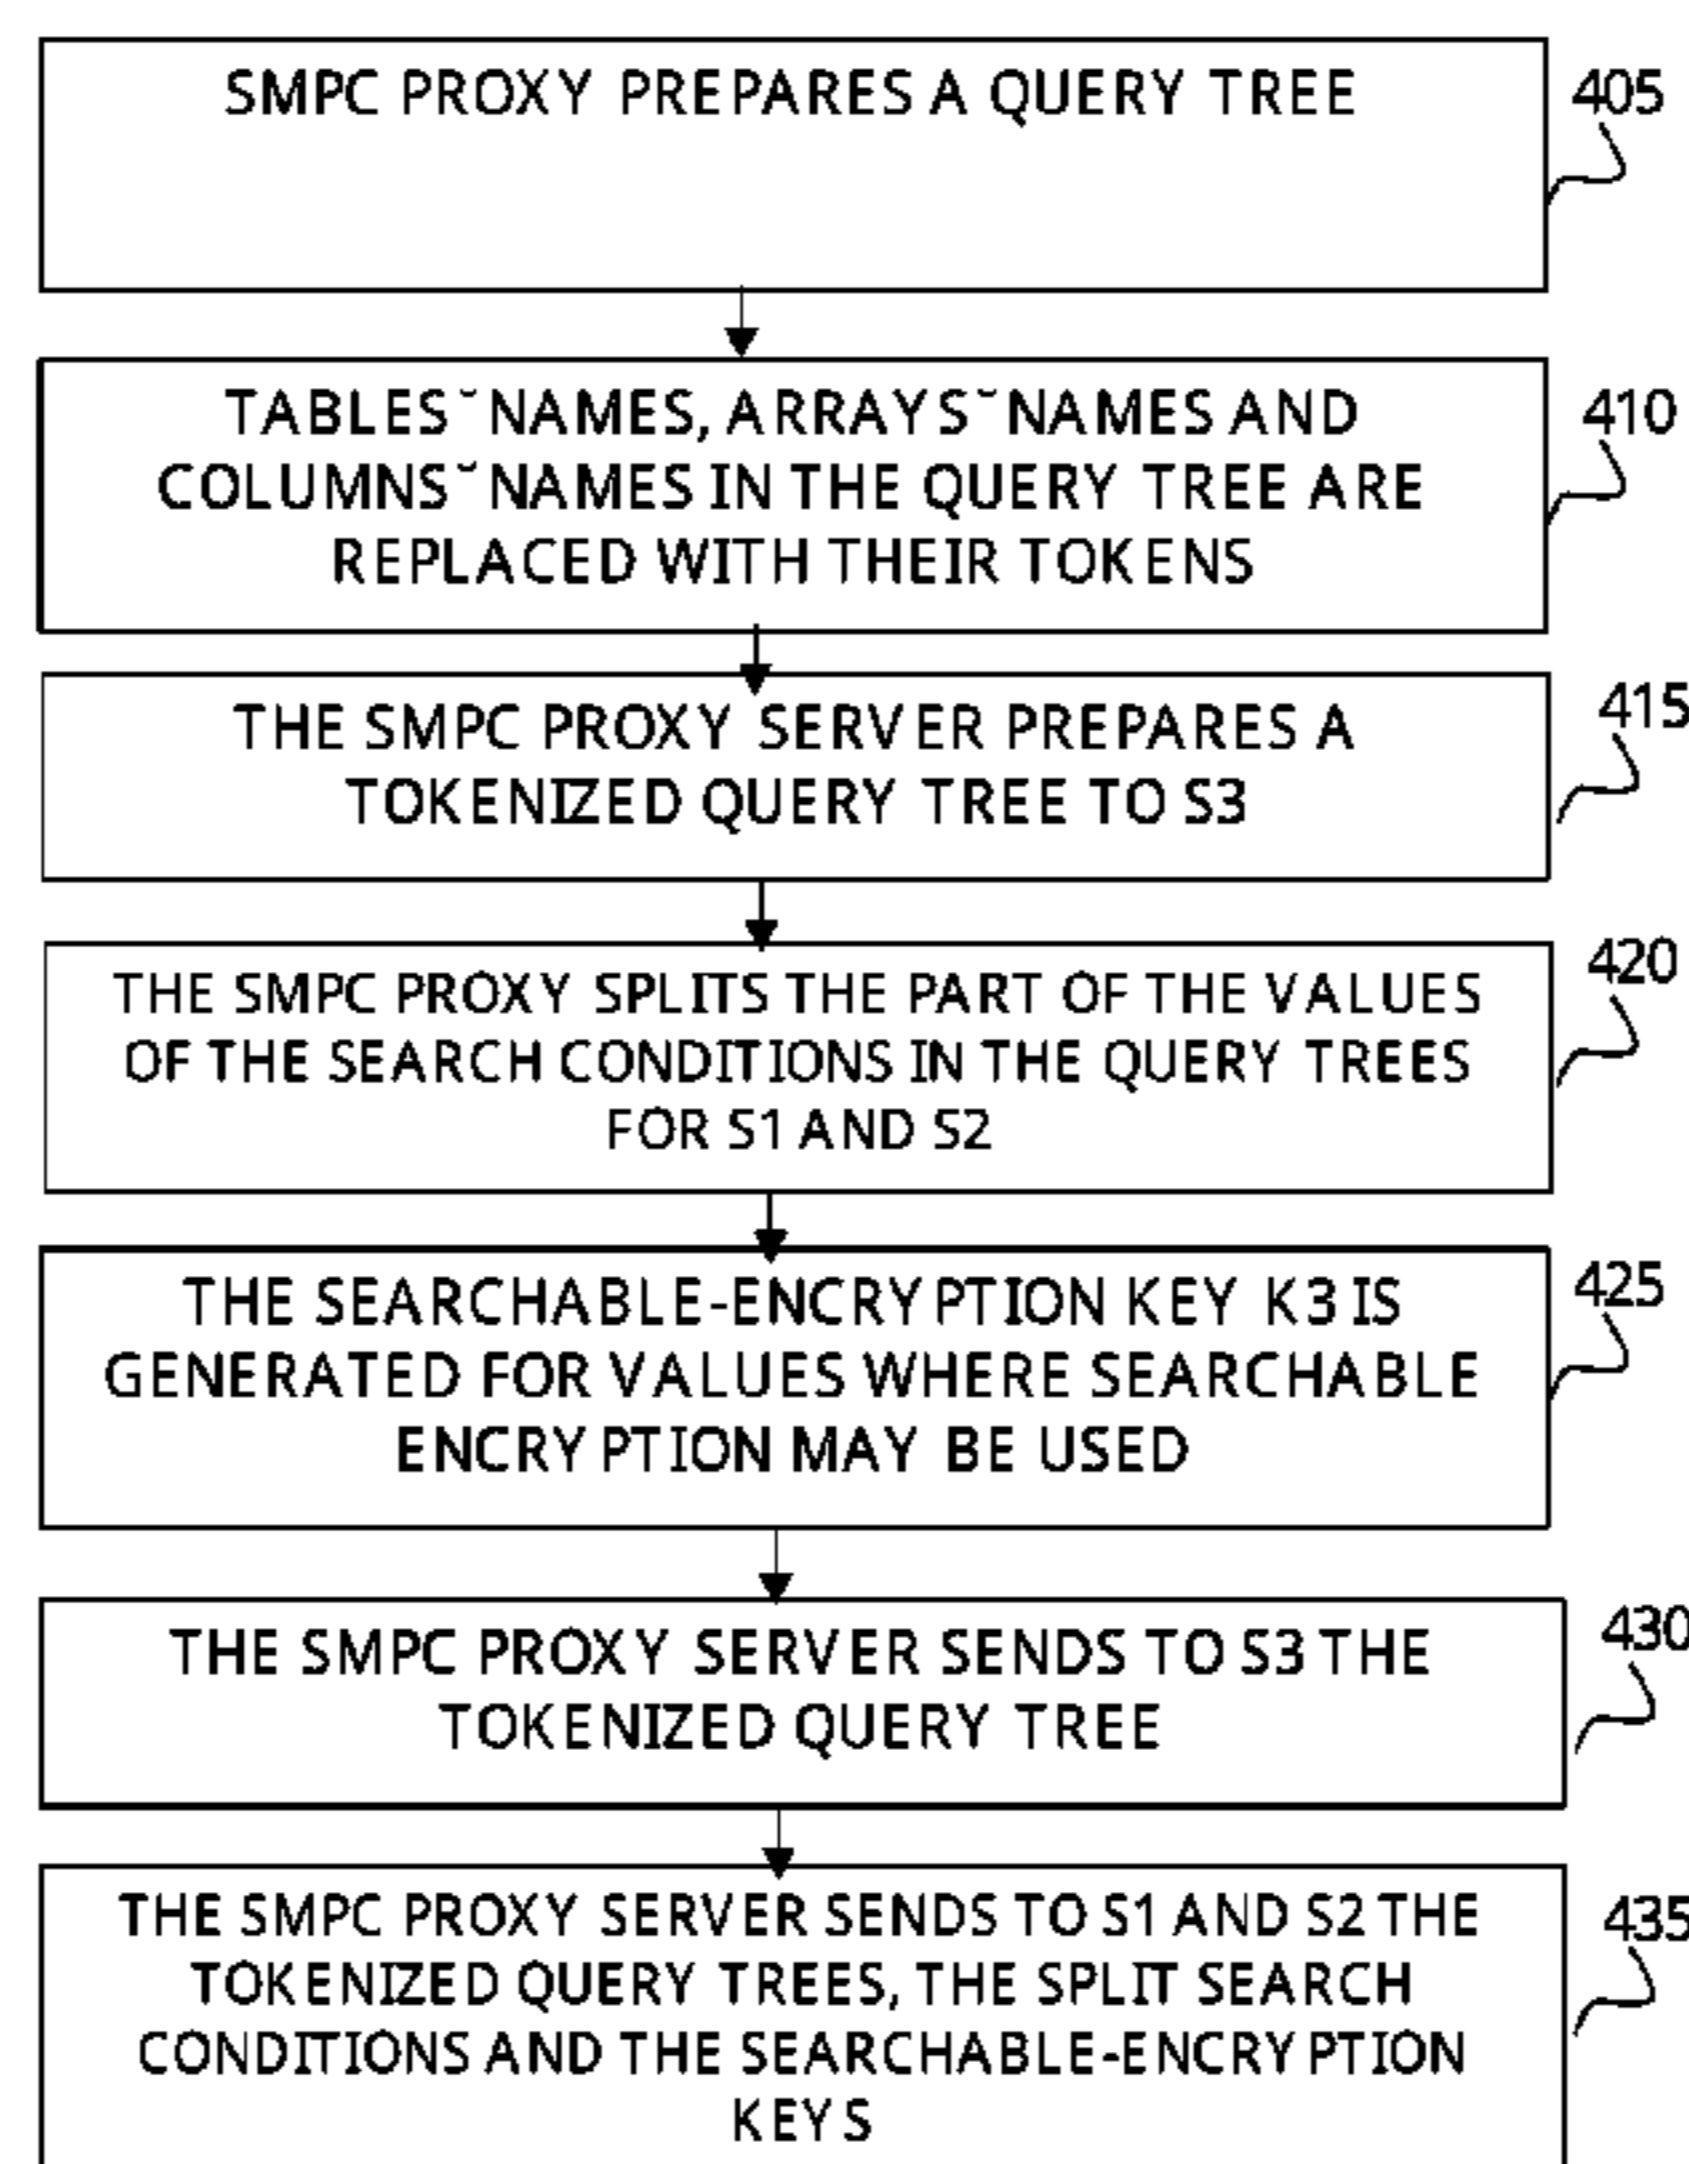 SMPC PROXY PREPARES A QUERY TREE
405
TABLES˘NAMES, ARRAYS˘NAMES AND
COLUMNS˘NAMES IN THE QUERY TREE ARE
REPLACED WITH THEIR TOKENS
410
THE SMPC PROXY SERVER PREPARES A
TOKENIZED QUERY TREE TO S3
415
THE SMPC PROXY SPLITS THE PART OF THE VALUES
OF THE SEARCH CONDITIONS IN THE QUERY TREES
FOR S1 AND S2
420
THE SEARCHABLE-ENCRYPTION KEY K3 IS
GENERATED FOR VALUES WHERE SEARCHABLE
ENCRYPTION MAY BE USED
425
THE SMPC PROXY SERVER SENDS TO S3 THE
TOKENIZED QUERY TREE
430
THE SMPC PROXY SERVER SENDS TO S1 AND S2 THE
TOKENIZED QUERY TREES, THE SPLIT SEARCH
CONDITIONS AND THE SEARCHABLE-ENCRYPTION
KEYS
435